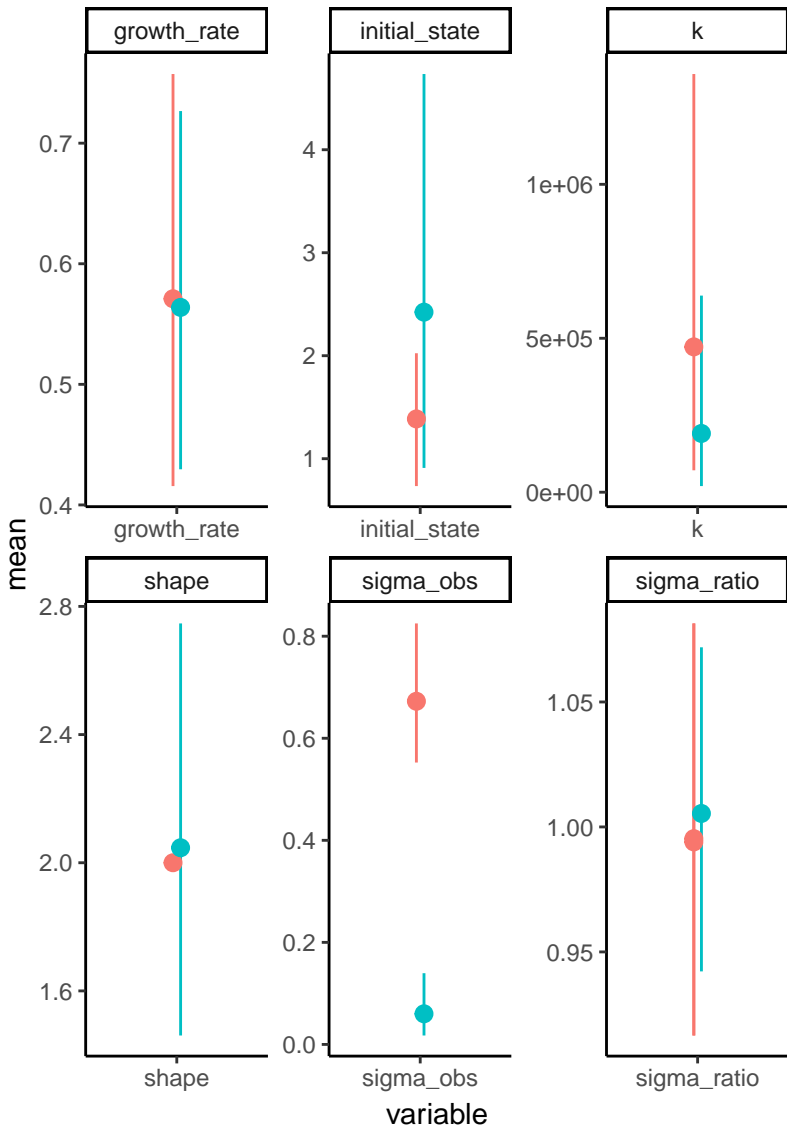 growth_rate
initial_state
k
0.7
0.6
0.5
0.4
growth_rate
4
3
2
1
initial_state
1e+06
5e+05
0e+00
k
mean
shape
sigma_obs
sigma_ratio
2.8
2.4
2.0
1.6
shape
0.8
0.6
0.4
0.2
0.0
sigma_obs
1.05
1.00
0.95
sigma_ratio
variable